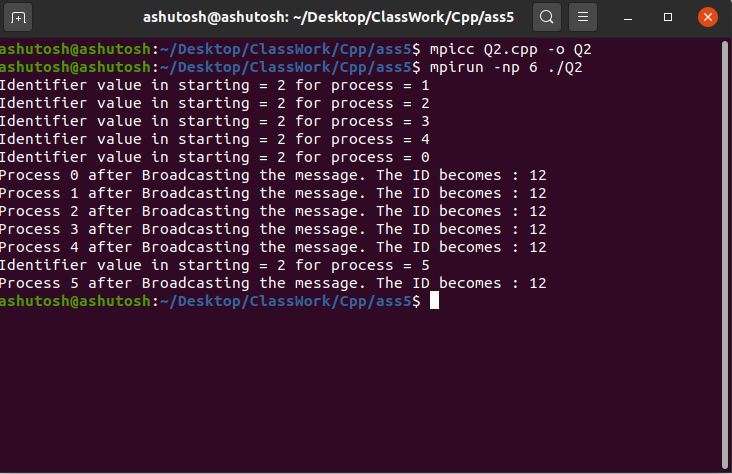 ashutosh@ashutosh: ~/Desktop/ClassWork/Cpp/ass5
ashutosh@ashutosh:~/Desktop/ClassWork/Cpp/ass5$ mpicc Q2.cpp -o Q2
ashutosh@ashutosh:~/Desktop/ClassWork/Cpp/ass5$ mpirun -np 6 ./Q2
Identifier value in starting = 2 for process = 1
Identifier value in starting = 2 for process = 2
Identifier value in starting = 2 for process = 3
Identifier value in starting = 2 for process = 4
Identifier value in starting = 2 for process = 0
Process 0 after Broadcasting the message. The ID becomes : 12
Process 1 after Broadcasting the message. The ID becomes : 12
Process 2 after Broadcasting the message. The ID becomes : 12
Process 3 after Broadcasting the message. The ID becomes : 12
Process 4 after Broadcasting the message. The ID becomes : 12
Identifier value in starting = 2 for process = 5
Process 5 after Broadcasting the message. The ID becomes : 12
ashutosh@ashutosh:~/Desktop/ClassWork/Cpp/ass5$